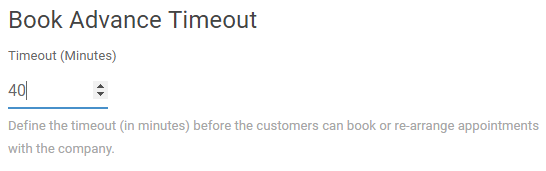 Book Advance Timeout
Timeout (Minutes)
40
Define the timeout (in minutes) before the customers can book or re-arrange appointments
with the company.